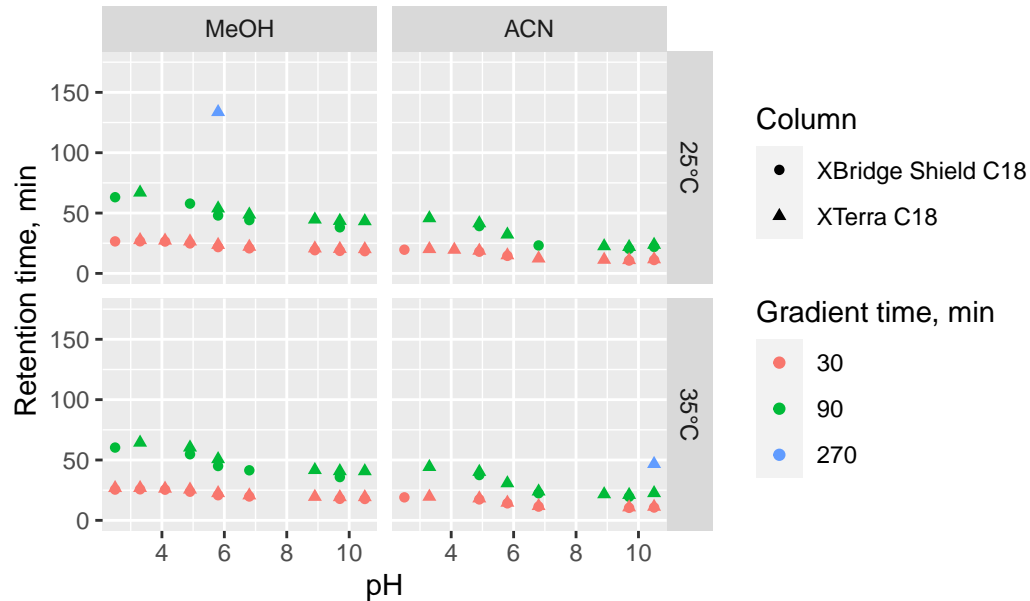 MeOH ACN
150
100
50
0
25°C
150
100
50
0
35°C
4 6 8 10 4 6 8 10
pH
Retention time, min
Column
XBridge Shield C18
XTerra C18
Gradient time, min
30
90
270